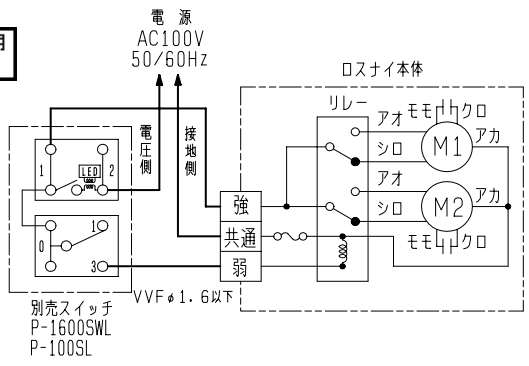 電 源
AC100V
50/60Hz
電圧側
接地側
ロスナイ本体
リレー
アオ
モモ
クロ
アカ
シロ
M1
アオ
シロ
M2
アカ
モモ
クロ
強
共通
弱
1
LED
2
0
1
3
VVFφ1.6以下
別売スイッチ
P-1600SWL
P-100SL